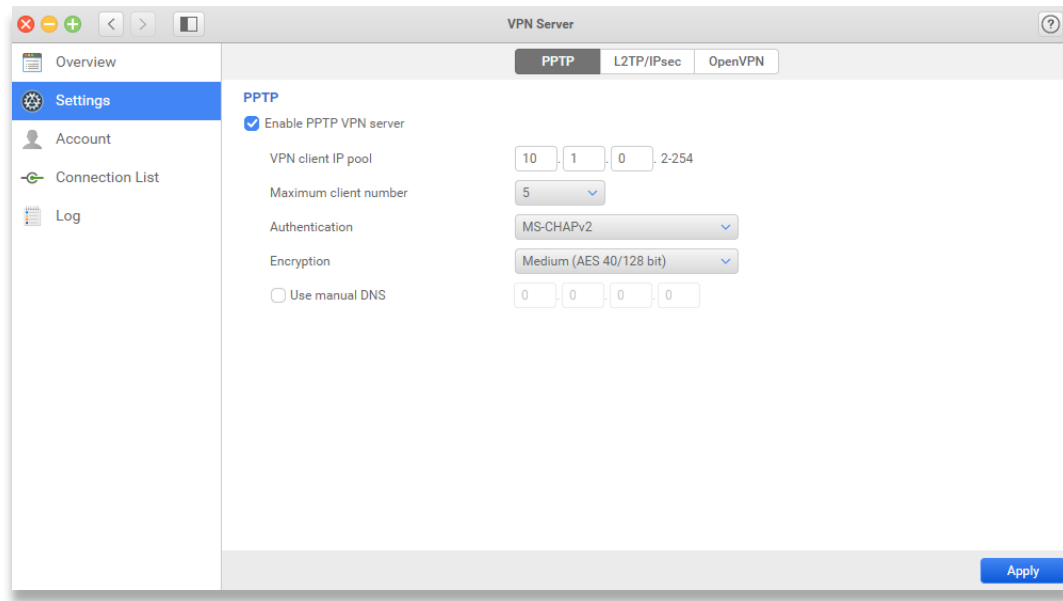 VPN Server
?
Overview
PPTP L2TP/IPsec OpenVPN
Settings
PPTP
Enable PPTP VPN server
Account
VPN client IP pool 10 . 1 . 0 . 2-254
Connection List
Maximum client number 5
Log
Authentication MS-CHAPv2
Encryption Medium (AES 40/128 bit)
Use manual DNS 0 . 0 . 0 . 0
Apply